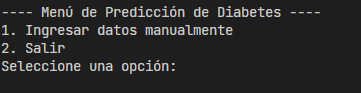 ---- Menú de Predicción de Diabetes ----
1. Ingresar datos manualmente
2. Salir
Seleccione una opción: